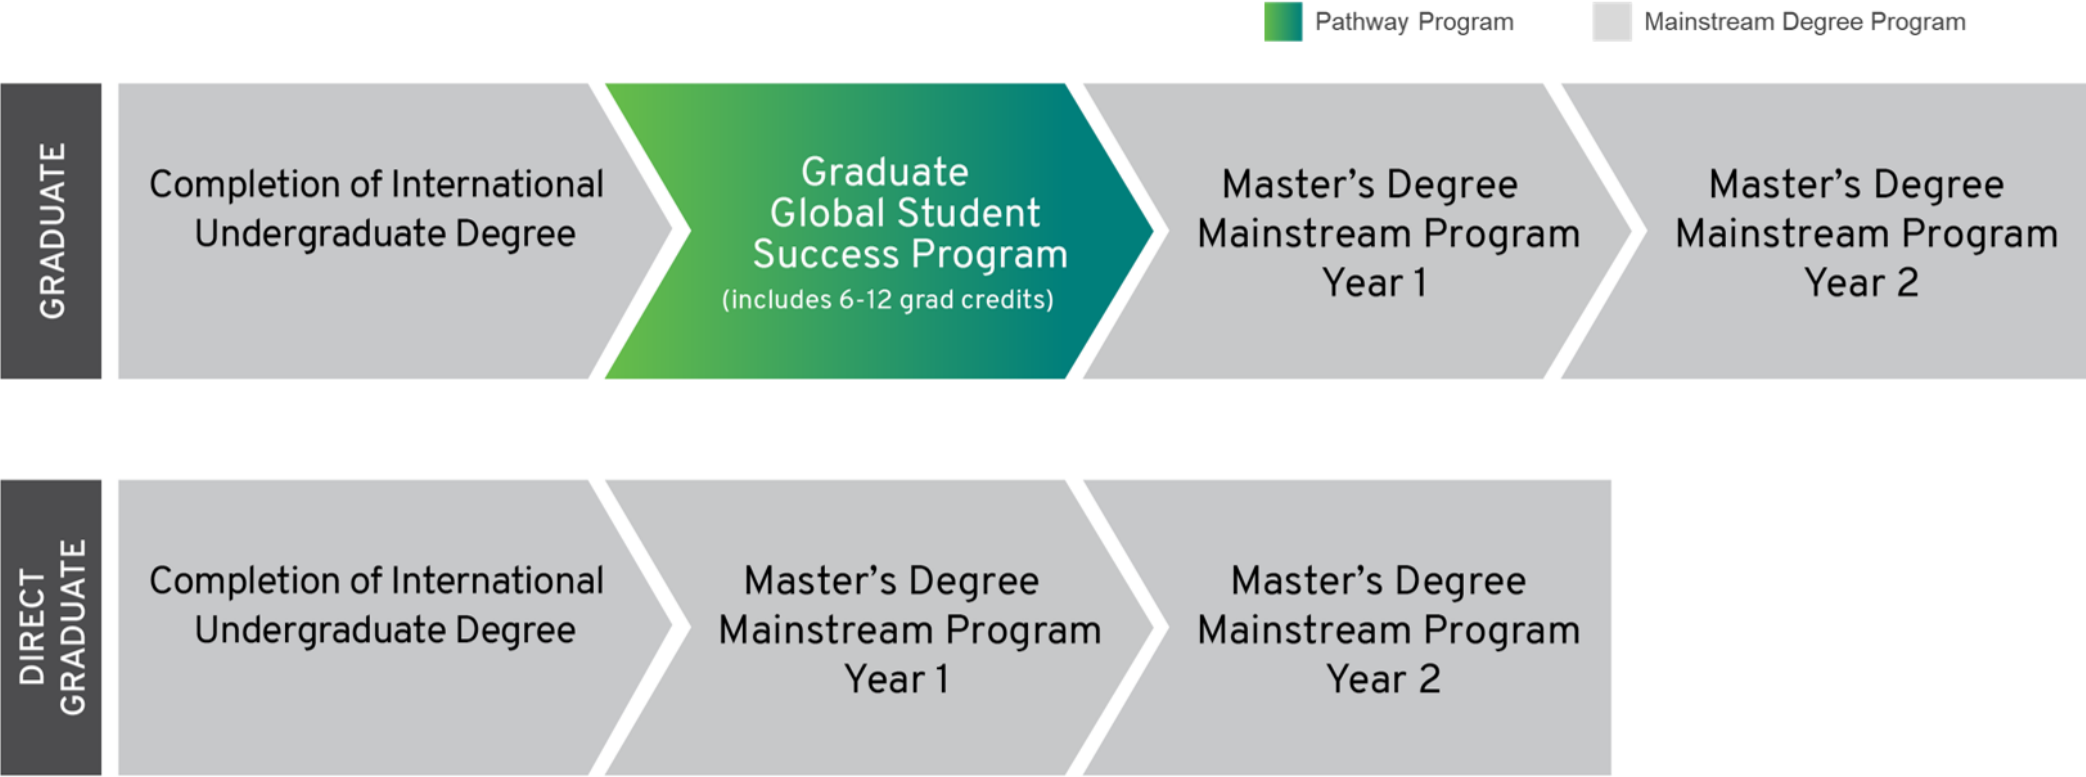 Pathway Program
Mainstream Degree Program
GRADUATE
Completion of International
Undergraduate Degree
Graduate
Global Student
Success Program
(includes 6-12 grad credits)
Master's Degree
Mainstream Program
Year 1
Master's Degree
Mainstream Program
Year 2
DIRECT
GRADUATE
Completion of International
Undergraduate Degree
Master's Degree
Mainstream Program
Year 1
Master's Degree
Mainstream Program
Year 2